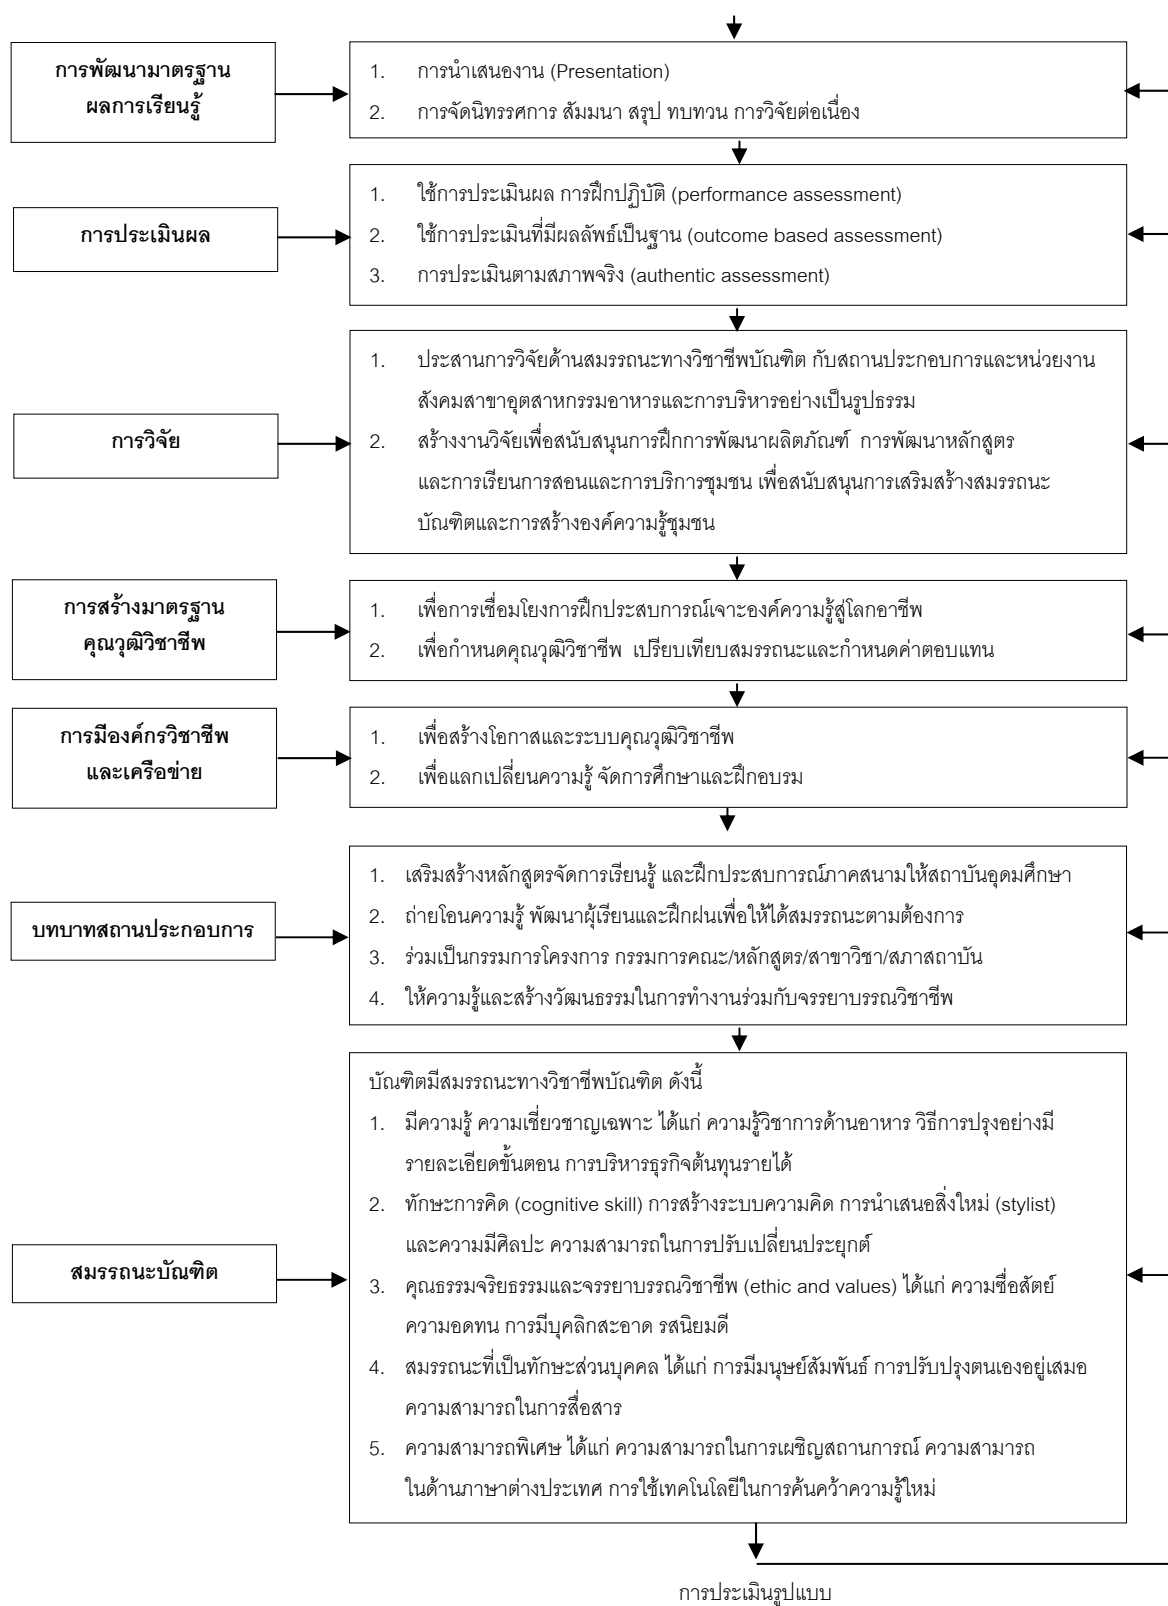 การพัฒนามาตรฐาน
ผลการเรียนรู้
1. การนำเสนองาน (Presentation)
2. การจัดนิทรรศการ สัมมนา สรุป ทบทวน การวิจัยต่อเนื่อง
การประเมินผล
1. ใช้การประเมินผล การฝึกปฏิบัติ (performance assessment)
2. ใช้การประเมินที่มีผลลัพธ์เป็นฐาน (outcome based assessment)
3. การประเมินตามสภาพจริง (authentic assessment)
การวิจัย
1. ประสานการวิจัยด้านสมรรถนะทางวิชาชีพบัณฑิต กับสถานประกอบการและหน่วยงาน
สังคมสาขาอุตสาหกรรมอาหารและการบริหารอย่างเป็นรูปธรรม
2. สร้างงานวิจัยเพื่อสนับสนุนการฝึกการพัฒนาผลิตภัณฑ์ การพัฒนาหลักสูตร
และการเรียนการสอนและการบริการชุมชน เพื่อสนับสนุนการเสริมสร้างสมรรถนะ
บัณฑิตและการสร้างองค์ความรู้ชุมชน
การสร้างมาตรฐาน
คุณวุฒิวิชาชีพ
1. เพื่อการเชื่อมโยงการฝึกประสบการณ์เจาะองค์ความรู้สู่โลกอาชีพ
2. เพื่อกำหนดคุณวุฒิวิชาชีพ เปรียบเทียบสมรรถนะและกำหนดค่าตอบแทน
การมีองค์กรวิชาชีพ
และเครือข่าย
1. เพื่อสร้างโอกาสและระบบคุณวุฒิวิชาชีพ
2. เพื่อแลกเปลี่ยนความรู้ จัดการศึกษาและฝึกอบรม
บทบาทสถานประกอบการ
1. เสริมสร้างหลักสูตรจัดการเรียนรู้ และฝึกประสบการณ์ภาคสนามให้สถาบันอุดมศึกษา
2. ถ่ายโอนความรู้ พัฒนาผู้เรียนและฝึกฝนเพื่อให้ได้สมรรถนะตามต้องการ
3. ร่วมเป็นกรรมการโครงการ กรรมการคณะ/หลักสูตร/สาขาวิชา/สภาสถาบัน
4. ให้ความรู้และสร้างวัฒนธรรมในการทำงานร่วมกับจรรยาบรรณวิชาชีพ
สมรรถนะบัณฑิต
บัณฑิตมีสมรรถนะทางวิชาชีพบัณฑิต ดังนี้
1. มีความรู้ ความเชี่ยวชาญเฉพาะ ได้แก่ ความรู้วิชาการด้านอาหาร วิธีการปรุงอย่างมี
รายละเอียดขั้นตอน การบริหารธุรกิจต้นทุนรายได้
2. ทักษะการคิด (cognitive skill) การสร้างระบบความคิด การนำเสนอสิ่งใหม่ (stylist)
และความมีศิลปะ ความสามารถในการปรับเปลี่ยนประยุกต์
3. คุณธรรมจริยธรรมและจรรยาบรรณวิชาชีพ (ethic and values) ได้แก่ ความซื่อสัตย์
ความอดทน การมีบุคลิกสะอาด รสนิยมดี
4. สมรรถนะที่เป็นทักษะส่วนบุคคล ได้แก่ การมีมนุษย์สัมพันธ์ การปรับปรุงตนเองอยู่เสมอ
ความสามารถในการสื่อสาร
5. ความสามารถพิเศษ ได้แก่ ความสามารถในการเผชิญสถานการณ์ ความสามารถ
ในด้านภาษาต่างประเทศ การใช้เทคโนโลยีในการค้นคว้าความรู้ใหม่
การประเมินรูปแบบ